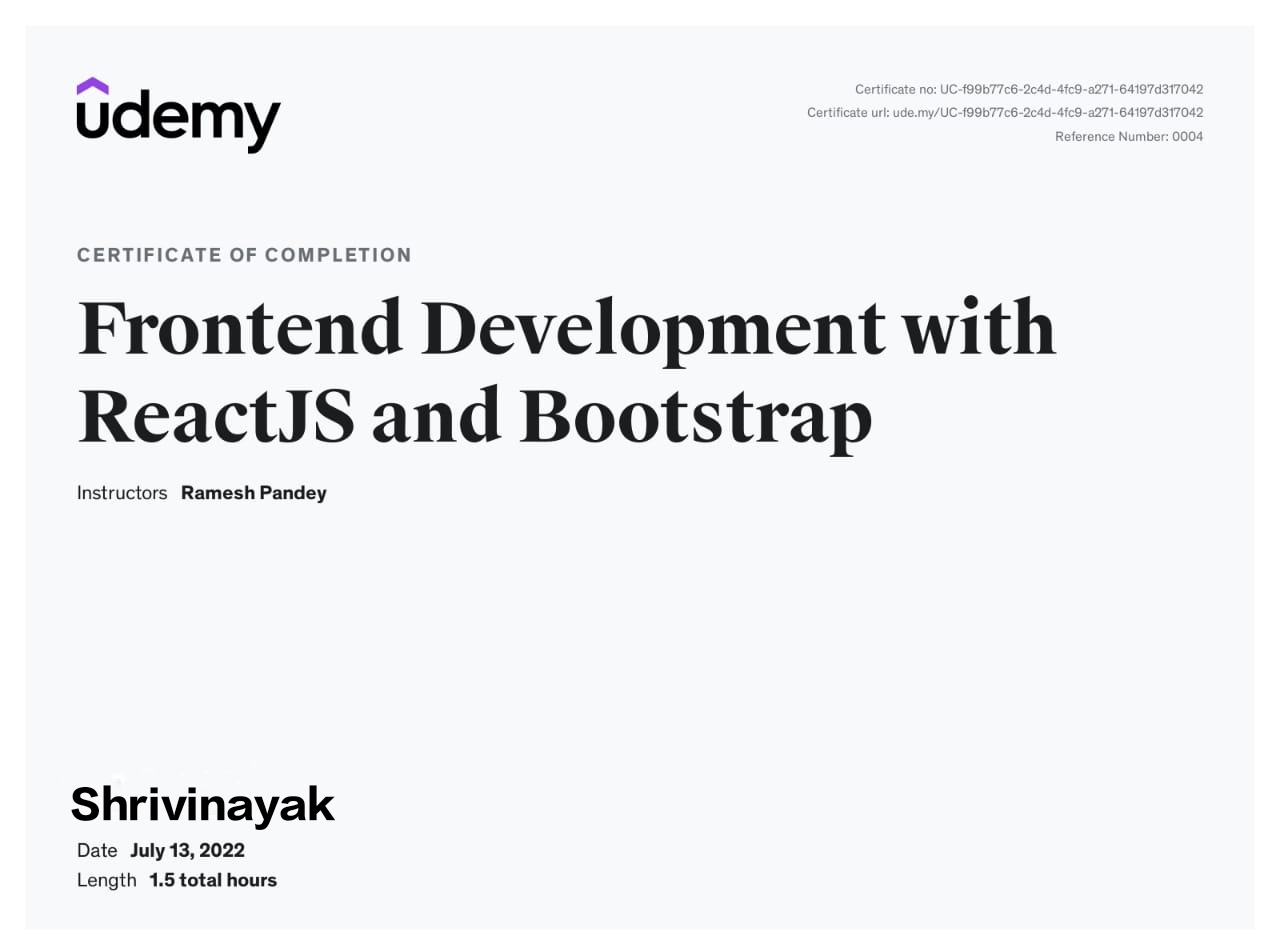 udemy
Certificate no: UC-f99b77c6-2c4d-4fc9-a271-64197d317042
Certificate url: ude.my/UC-f99b77c6-2c4d-4fc9-a271-64197d317042
Reference Number: 0004
CERTIFICATE OF COMPLETION
Frontend Development with
ReactJS and Bootstrap
Instructors Ramesh Pandey
Shrivinayak
Date July 13, 2022
Length 1.5 total hours